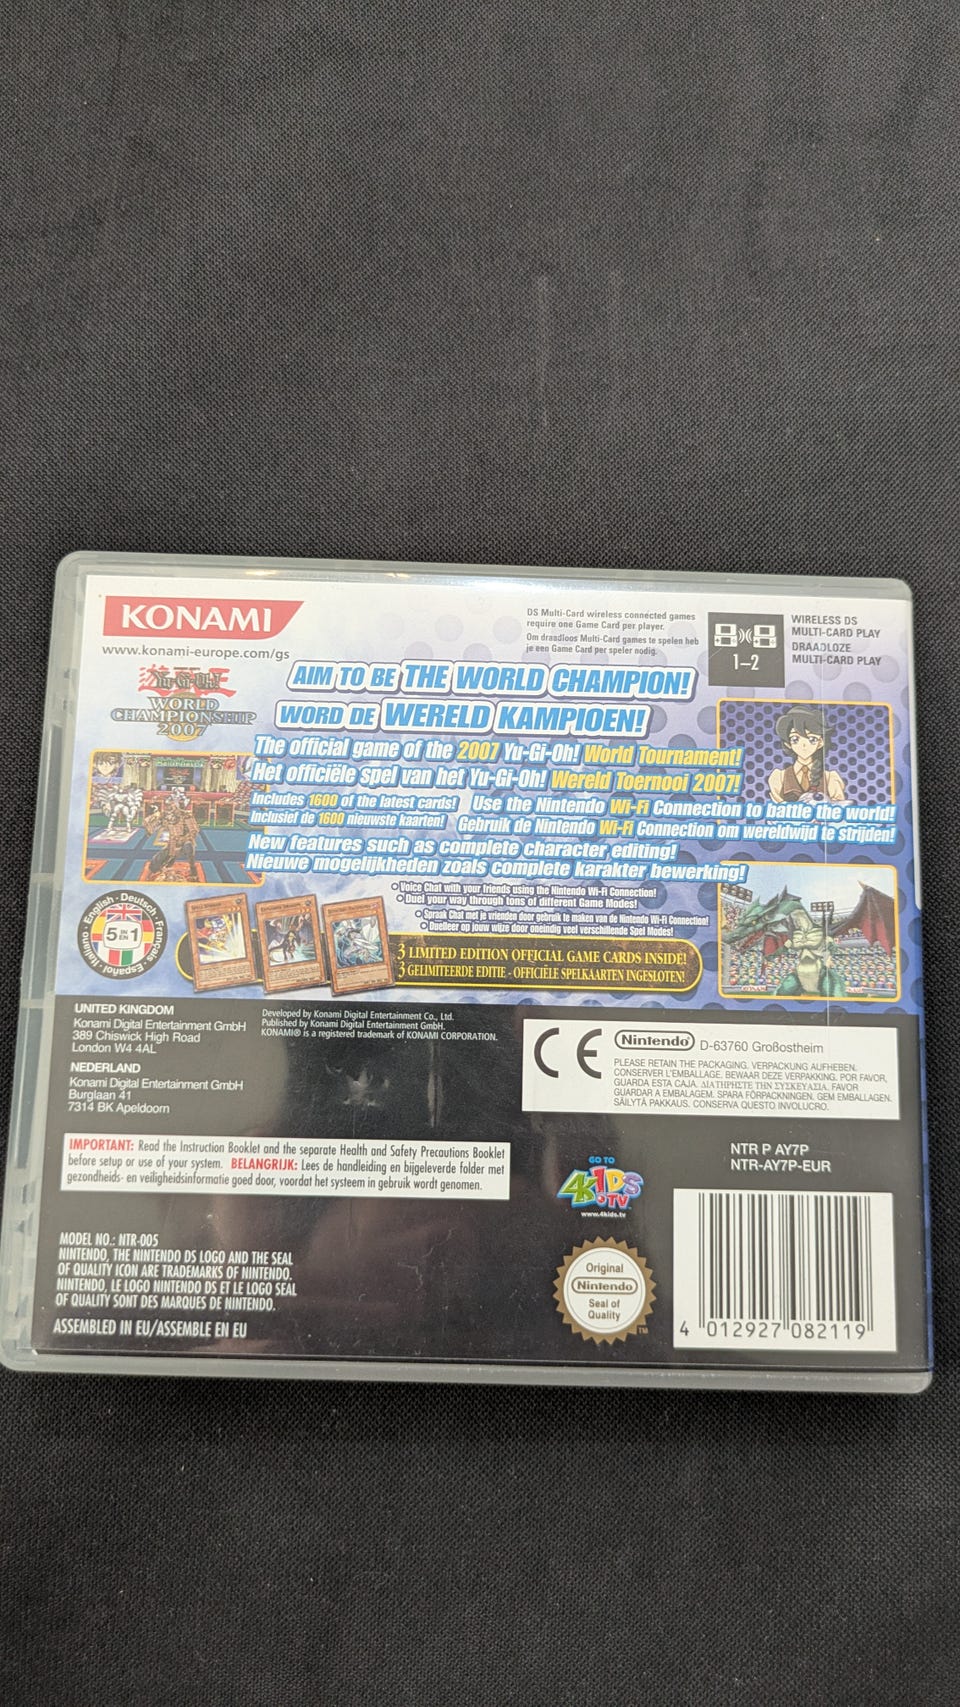 KONAMI
www.konami-europe.com/gs
DS Multi-Card wireless connected games
require one Game Card per player.
Om draadloos Multi-Card games te spelen heb
je een Game Card per speler nodig.
1-2
WIRELESS DS
MULTI-CARD PLAY
DRAADLOZE
MULTI-CARD PLAY
遊戯王
Yu-Gi-Oh!
WORLD
CHAMPIONSHIP
2007
AIM TO BE THE WORLD CHAMPION!
WORD DE WERELD KAMPIOEN!
The official game of the 2007 Yu-Gi-Oh! World Tournament!
Het officiële spel van het Yu-Gi-Oh! Wereld Toernooi 2007!
Includes 1600 of the latest cards! Use the Nintendo Wi-Fi Connection to battle the world!
Inclusief de 1600 nieuwste kaarten! Gebruik de Nintendo Wi-Fi Connection om wereldwijd te strijden!
New features such as complete character editing!
Nieuwe mogelijkheden zoals complete karakter bewerking!
• Voice Chat with your friends using the Nintendo Wi-Fi Connection!
• Duel your way through tons of different Game Modes!
• Spraak Chat met je vrienden door gebruik te maken van de Nintendo Wi-Fi Connection!
• Duelleer op jouw wijze door oneindig veel verschillende Spel Modes!
English • Deutsch • Français • Español • Italiano •
5 IN EN 1
3 LIMITED EDITION OFFICIAL GAME CARDS INSIDE!
3 GELIMITEERDE EDITIE - OFFICIËLE SPELKAARTEN INGESLOTEN!
UNITED KINGDOM
Konami Digital Entertainment GmbH
389 Chiswick High Road
London W4 4AL
NEDERLAND
Konami Digital Entertainment GmbH
Burglaan 41
7314 BK Apeldoorn
Developed by Konami Digital Entertainment Co., Ltd.
Published by Konami Digital Entertainment GmbH.
KONAMI® is a registered trademark of KONAMI CORPORATION.
CE
Nintendo® D-63760 Großostheim
PLEASE RETAIN THE PACKAGING. VERPACKUNG AUFHEBEN.
CONSERVER L'EMBALLAGE. BEWAAR DEZE VERPAKKING. POR FAVOR,
GUARDA ESTA CAJA. ΔΙΑΤΗΡΗΣΤΕ ΤΗΝ ΣΥΣΚΕΥΑΣΙΑ. FAVOR
GUARDAR A EMBALAGEM. SPARA FÖRPACKNINGEN. GEM EMBALLAGEN.
SÄILYTÄ PAKKAUS. CONSERVA QUESTO INVOLUCRO.
IMPORTANT: Read the Instruction Booklet and the separate Health and Safety Precautions Booklet
before setup or use of your system. BELANGRIJK: Lees de handleiding en bijgeleverde folder met
gezondheids- en veiligheidsinformatie goed door, voordat het systeem in gebruik wordt genomen.
GO TO
4KIDS
.TV
www.4kids.tv
NTR P AY7P
NTR-AY7P-EUR
MODEL NO.: NTR-005
NINTENDO, THE NINTENDO DS LOGO AND THE SEAL
OF QUALITY ICON ARE TRADEMARKS OF NINTENDO.
NINTENDO, LE LOGO NINTENDO DS ET LE LOGO SEAL
OF QUALITY SONT DES MARQUES DE NINTENDO.
ASSEMBLED IN EU/ASSEMBLE EN EU
Original
Nintendo®
Seal of
Quality
TM
4 012927 082119